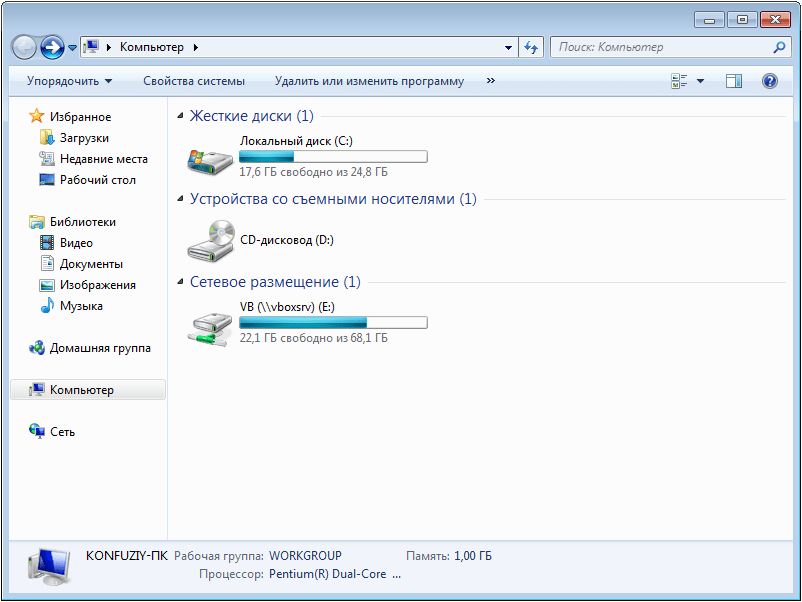 Компьютер
Поиск: Компьютер
Упорядочить Свойства системы Удалить или изменить программу »
Избранное
Загрузки
Недавние места
Рабочий стол
Библиотеки
Видео
Документы
Изображения
Музыка
Домашняя группа
Компьютер
Сеть
Жесткие диски (1)
Локальный диск (C:)
17,6 ГБ свободно из 24,8 ГБ
Устройства со съемными носителями (1)
CD-дисковод (D:)
Сетевое размещение (1)
VB (\\vboxsrv) (E:)
22,1 ГБ свободно из 68,1 ГБ
KONFUZIY-ПК Рабочая группа: WORKGROUP Память: 1,00 ГБ
Процессор: Pentium(R) Dual-Core ...